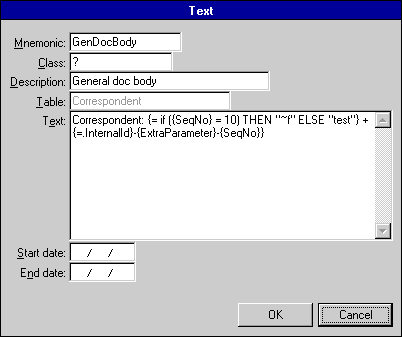 Text
Mnemonic: GenDocBody
Class: ?
Description: General doc body
Table: Correspondent
Text: Correspondent: {= if ({SeqNo} = 10) THEN "~f" ELSE "test"} +
{=.InternalId}-{ExtraParameter}-{SeqNo}}
Start date: / /
End date: / /
OK Cancel